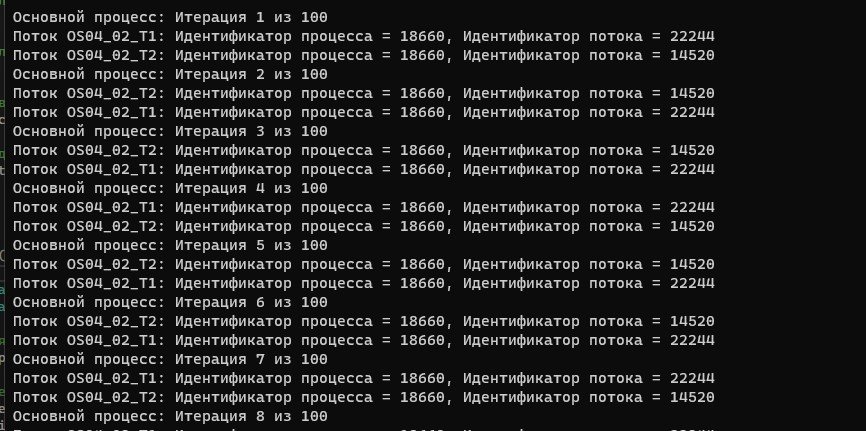 Основной процесс: Итерация 1 из 100
Поток OS04_02_T1: Идентификатор процесса = 18660, Идентификатор потока = 22244
Поток OS04_02_T2: Идентификатор процесса = 18660, Идентификатор потока = 14520
Основной процесс: Итерация 2 из 100
Поток OS04_02_T2: Идентификатор процесса = 18660, Идентификатор потока = 14520
Поток OS04_02_T1: Идентификатор процесса = 18660, Идентификатор потока = 22244
Основной процесс: Итерация 3 из 100
Поток OS04_02_T2: Идентификатор процесса = 18660, Идентификатор потока = 14520
Поток OS04_02_T1: Идентификатор процесса = 18660, Идентификатор потока = 22244
Основной процесс: Итерация 4 из 100
Поток OS04_02_T1: Идентификатор процесса = 18660, Идентификатор потока = 22244
Поток OS04_02_T2: Идентификатор процесса = 18660, Идентификатор потока = 14520
Основной процесс: Итерация 5 из 100
Поток OS04_02_T2: Идентификатор процесса = 18660, Идентификатор потока = 14520
Поток OS04_02_T1: Идентификатор процесса = 18660, Идентификатор потока = 22244
Основной процесс: Итерация 6 из 100
Поток OS04_02_T2: Идентификатор процесса = 18660, Идентификатор потока = 14520
Поток OS04_02_T1: Идентификатор процесса = 18660, Идентификатор потока = 22244
Основной процесс: Итерация 7 из 100
Поток OS04_02_T1: Идентификатор процесса = 18660, Идентификатор потока = 22244
Поток OS04_02_T2: Идентификатор процесса = 18660, Идентификатор потока = 14520
Основной процесс: Итерация 8 из 100